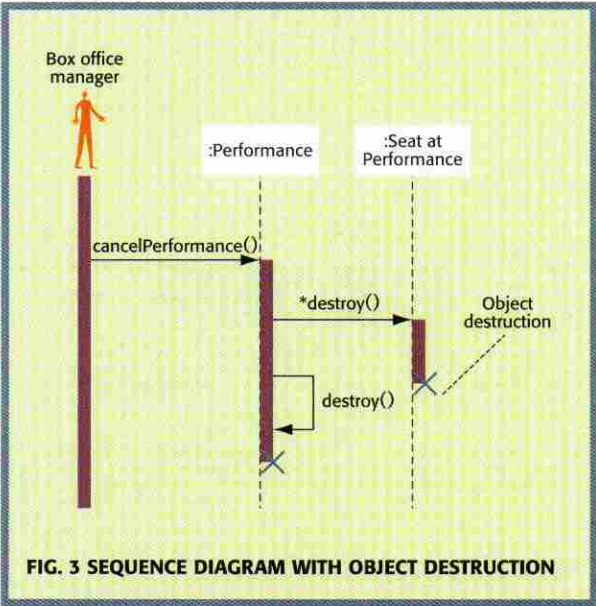 Box office
manager
:Performance
:Seat at
Performance
cancelPerformance()
*destroy()
Object
destruction
destroy()
FIG. 3 SEQUENCE DIAGRAM WITH OBJECT DESTRUCTION